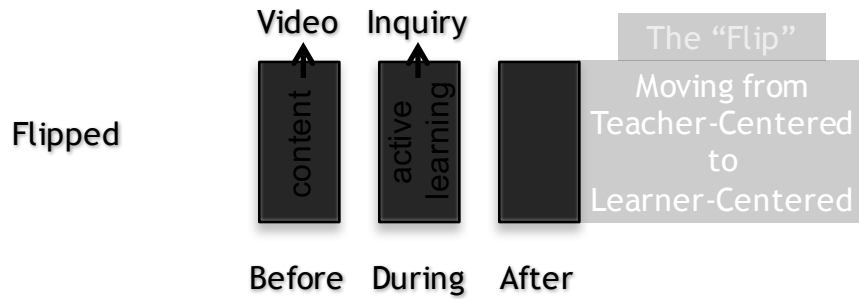 Video Inquiry
The “Flip”
content
active
learning
Moving from
Teacher-Centered
to
Learner-Centered
Flipped
Before During After